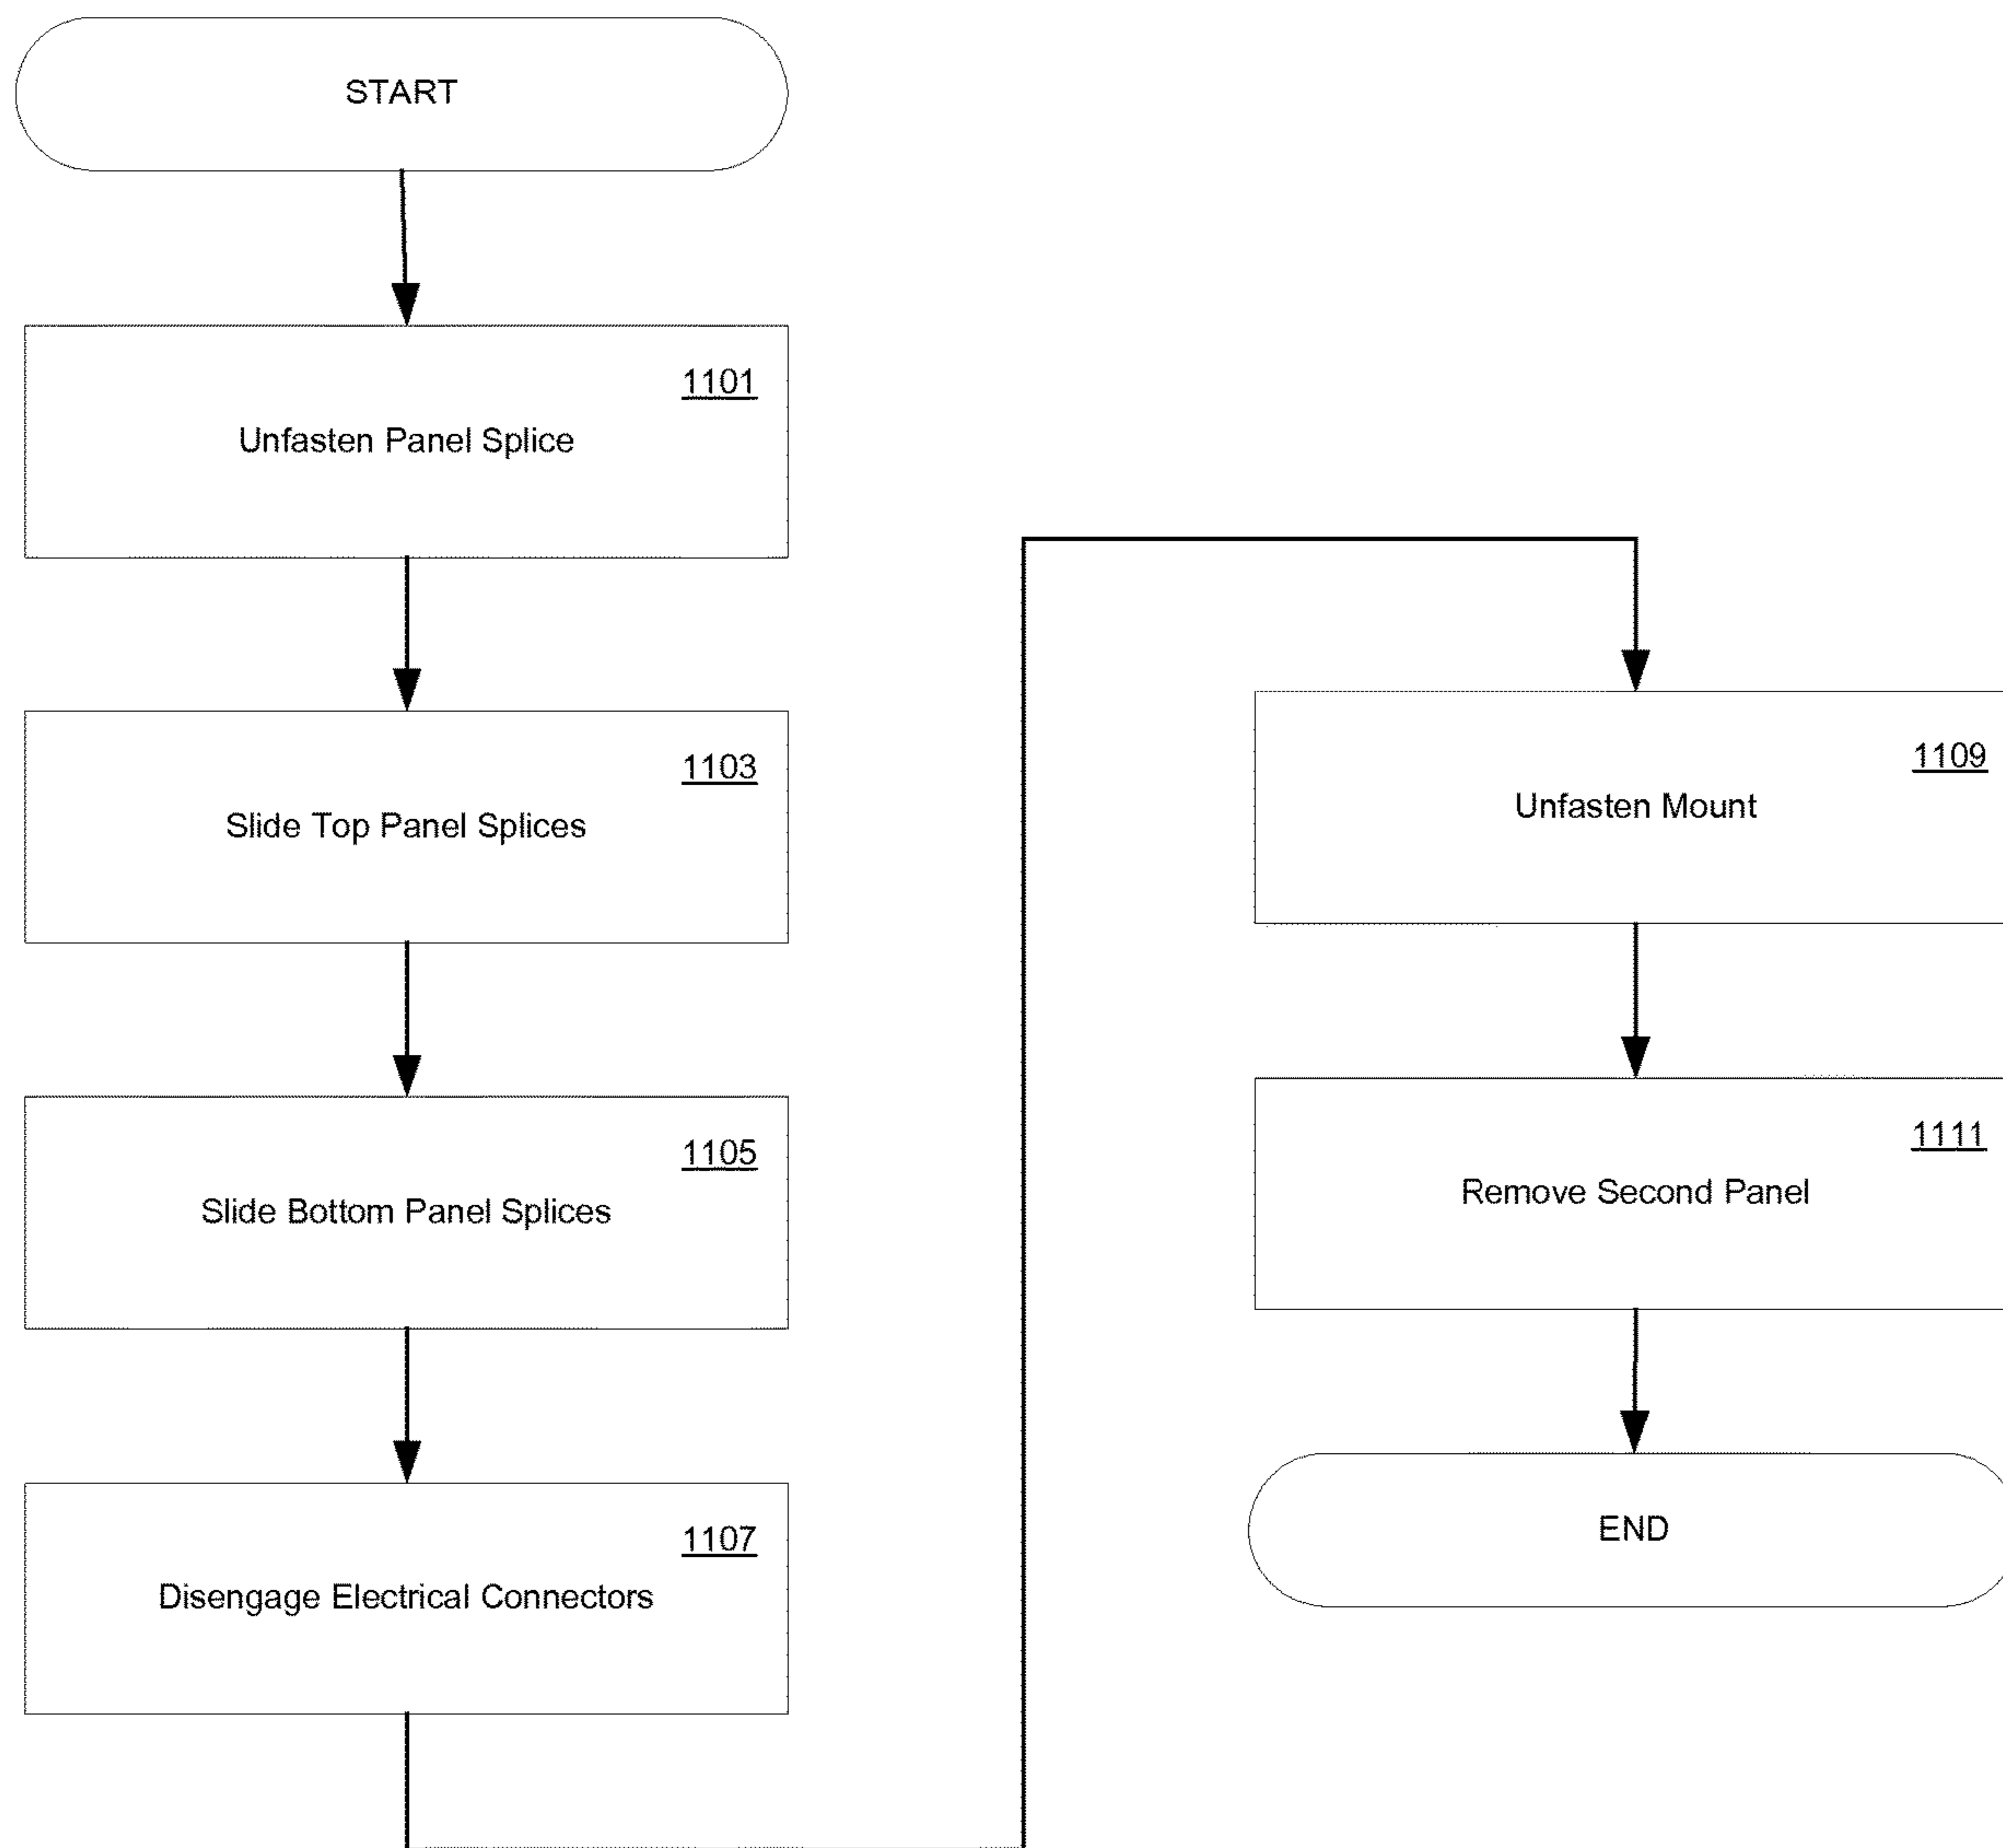 START
1101
Unfasten Panel Splice
1103
Slide Top Panel Splices
1105
Slide Bottom Panel Splices
1107
Disengage Electrical Connectors
1109
Unfasten Mount
1111
Remove Second Panel
END